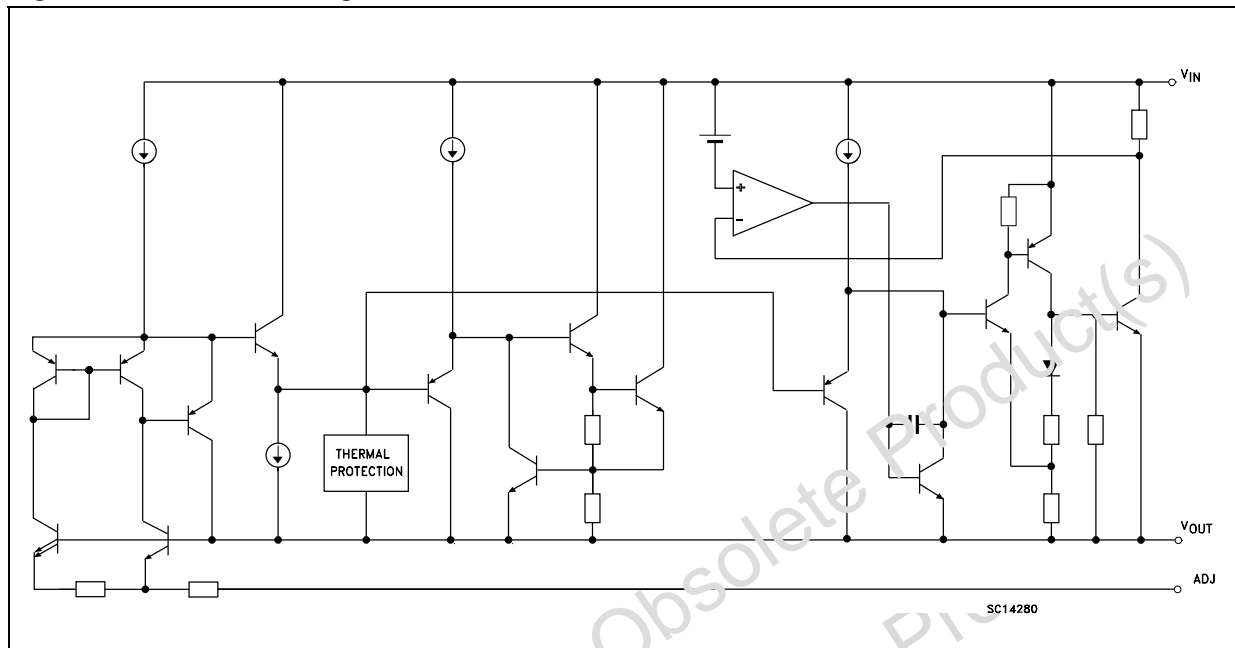 VIN
+
-
THERMAL
PROTECTION
VOUT
ADJ
SC14280
Obsolete Product(s)